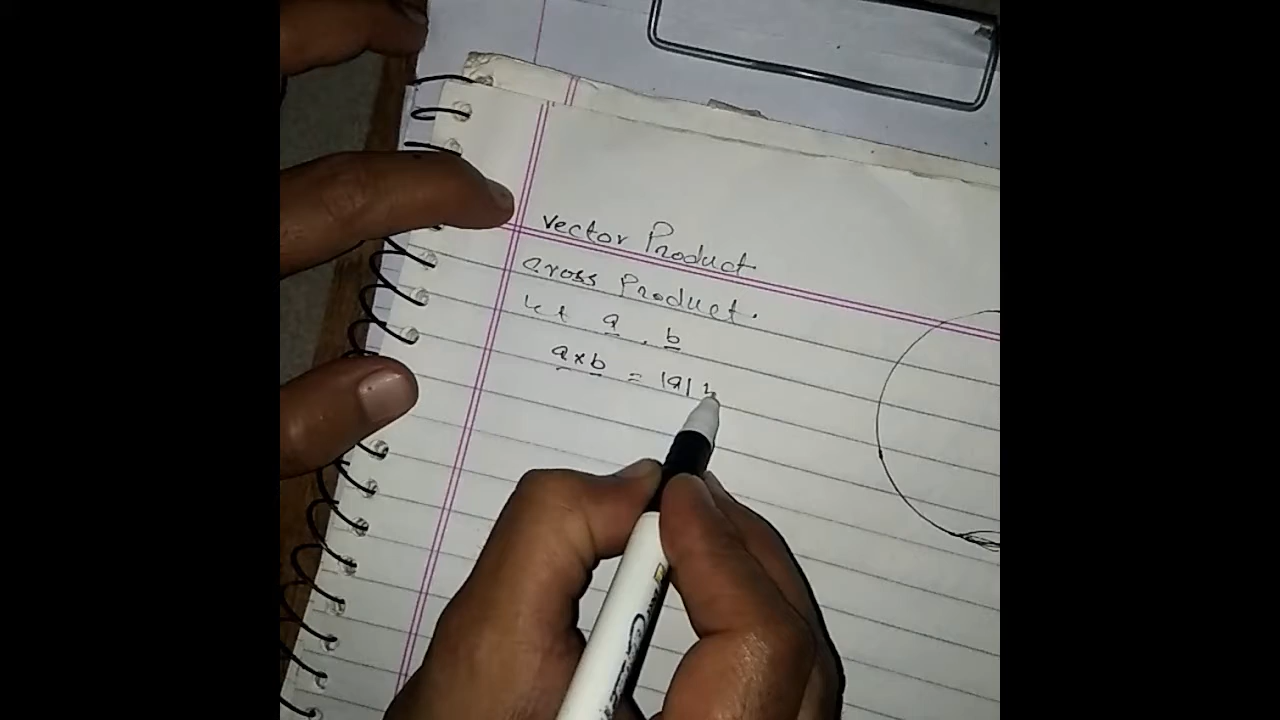 Vector Product
Cross Product.
let a, b
a × b = |a|